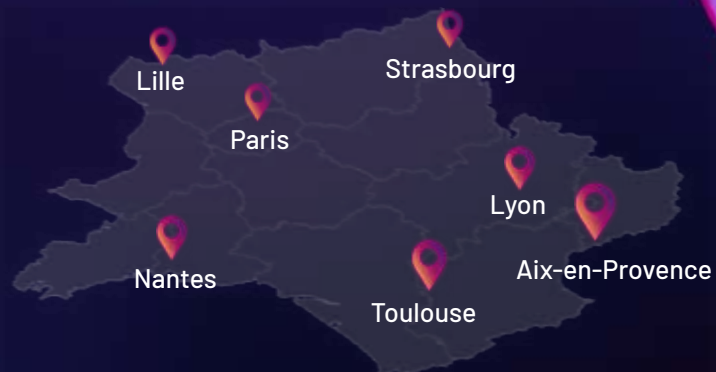 Strasbourg
Lille
Paris
Lyon
Aix-en-Provence
Nantes
Toulouse